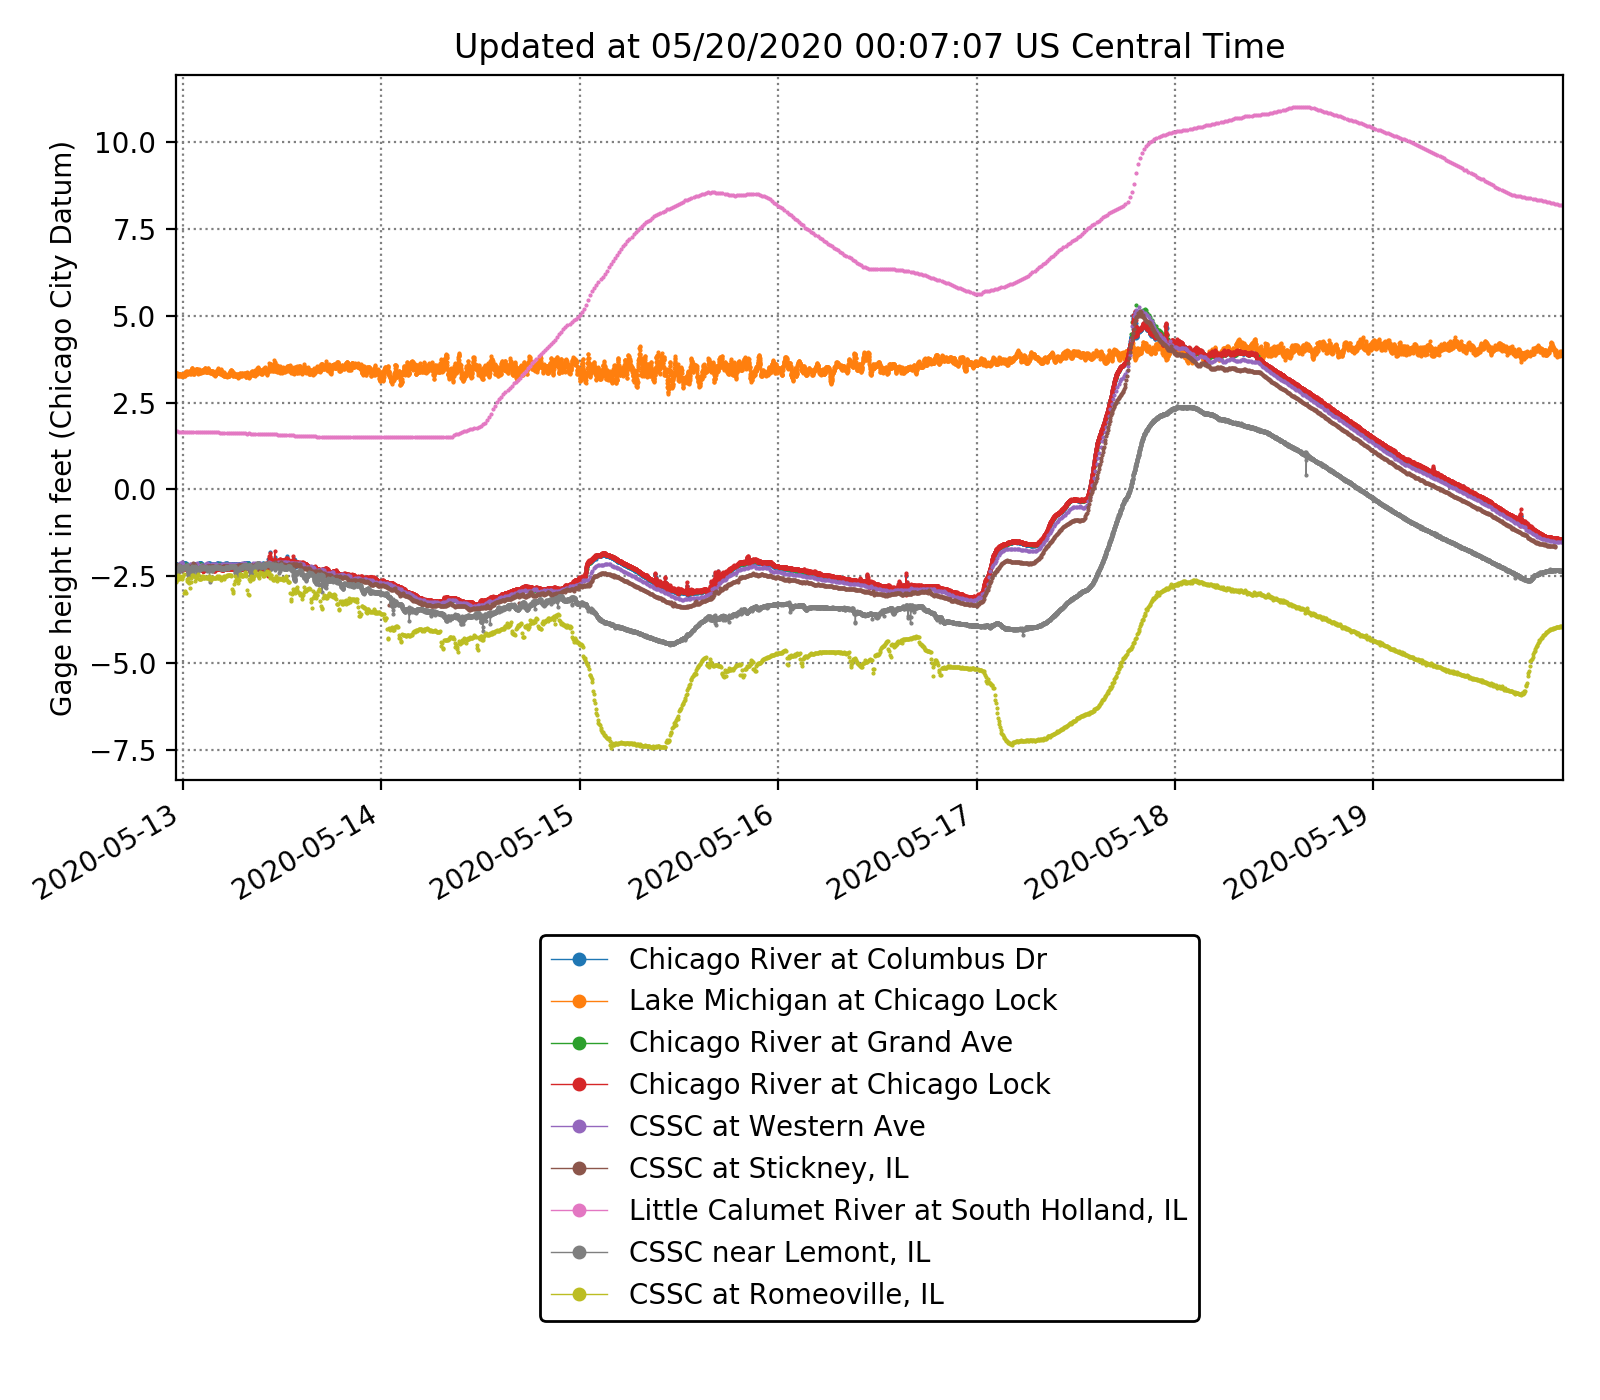 Updated at 05/20/2020 00:07:07 US Central Time
Gage height in feet (Chicago City Datum)
10.0
7.5
5.0
2.5
0.0
−2.5
−5.0
−7.5
2020-05-13
2020-05-14
2020-05-15
2020-05-16
2020-05-17
2020-05-18
2020-05-19
Chicago River at Columbus Dr
Lake Michigan at Chicago Lock
Chicago River at Grand Ave
Chicago River at Chicago Lock
CSSC at Western Ave
CSSC at Stickney, IL
Little Calumet River at South Holland, IL
CSSC near Lemont, IL
CSSC at Romeoville, IL